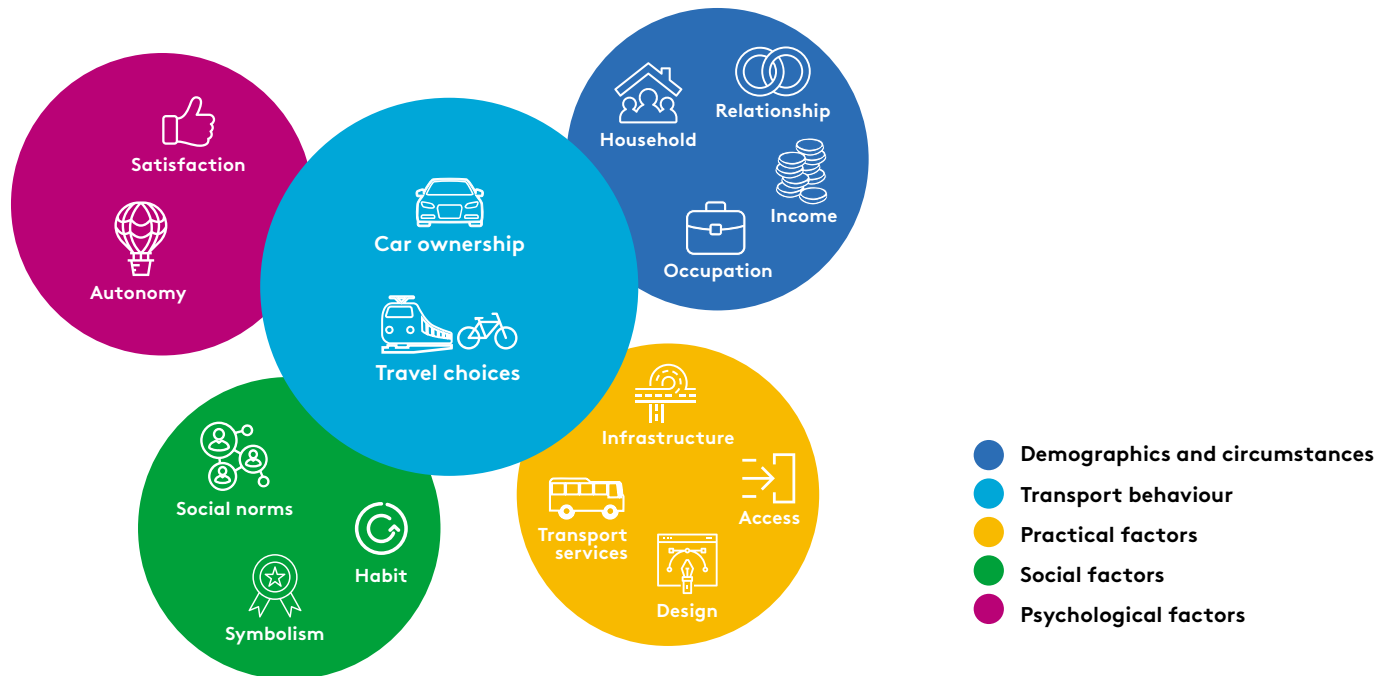 Satisfaction
Autonomy
Car ownership
Travel choices
Household
Relationship
Income
Occupation
Social norms
Habit
Symbolism
Infrastructure
Access
Transport
services
Design
Demographics and circumstances
Transport behaviour
Practical factors
Social factors
Psychological factors